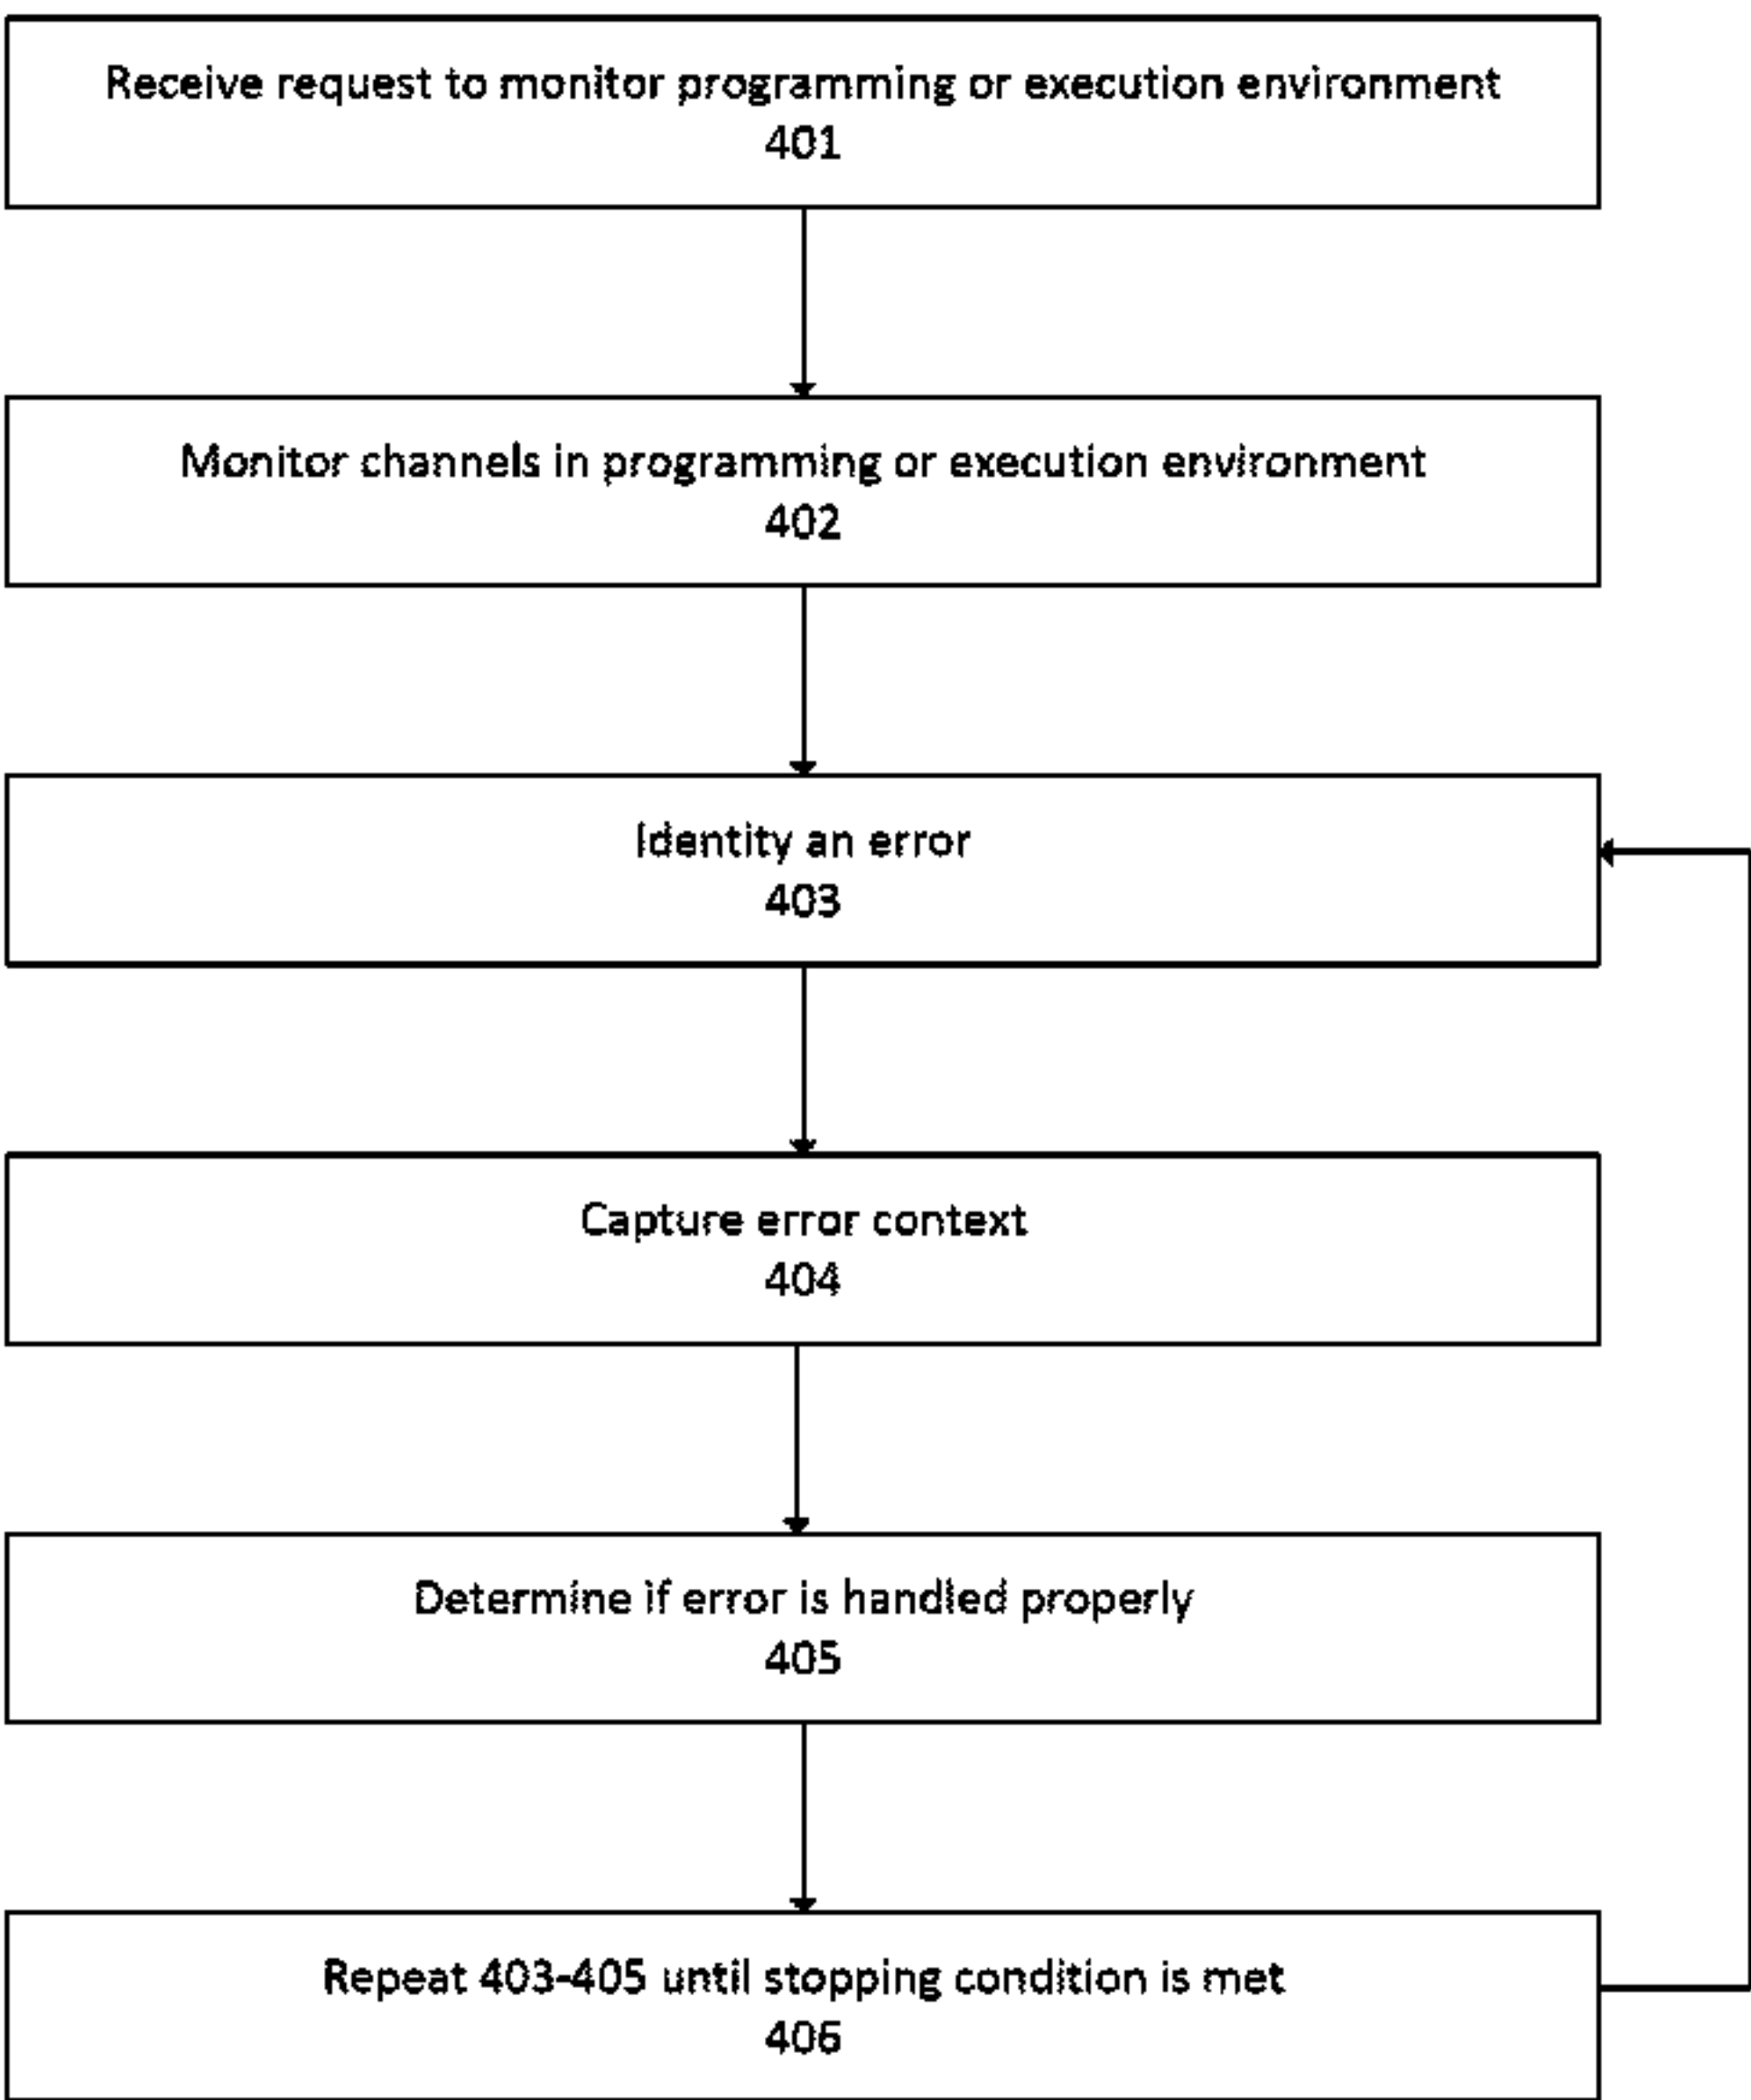 Receive request to monitor programming or execution environment
401
Monitor channels in programming or execution environment
402
Identity an error
403
Capture error context
404
Determine if error is handled properly
405
Repeat 403-405 until stopping condition is met
406